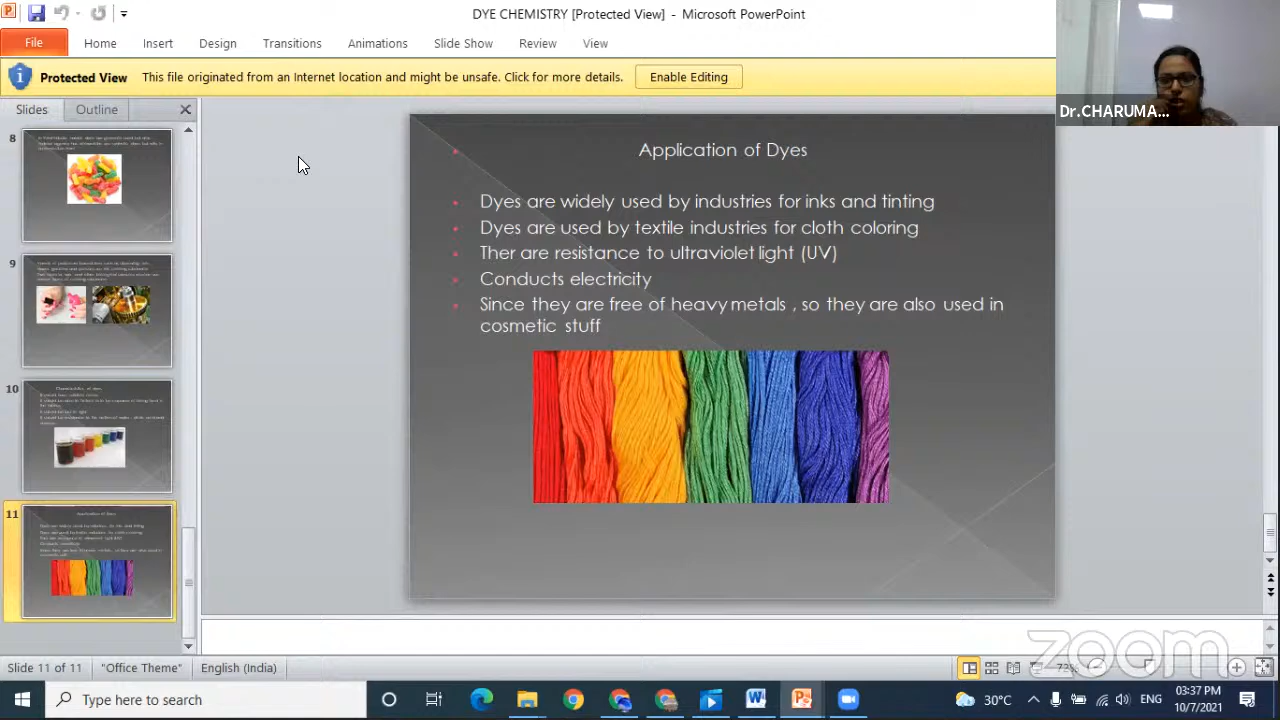 DYE CHEMISTRY [Protected View] - Microsoft PowerPoint
File Home Insert Design Transitions Animations Slide Show Review View
Protected View This file originated from an Internet location and might be unsafe. Click for more details. Enable Editing
Dr.CHARUMA...
Slides Outline
8
9
10
11
Application of Dyes
Dyes are widely used by industries for inks and tinting
Dyes are used by textile industries for cloth coloring
Ther are resistance to ultraviolet light (UV)
Conducts electricity
Since they are free of heavy metals , so they are also used in
cosmetic stuff
zoom
Slide 11 of 11 "Office Theme" English (India) 72%
Type here to search
30°C ENG 03:37 PM
10/7/2021